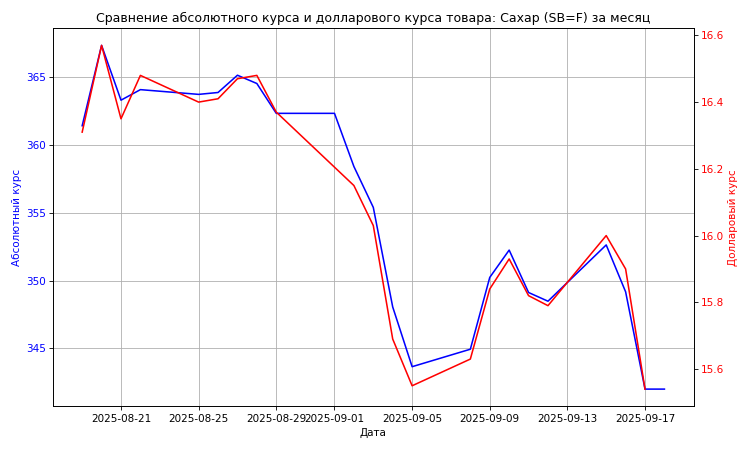 Сравнение абсолютного курса и долларового курса товара: Сахар (SB=F) за месяц
365
360
355
350
345
Абсолютный курс
16.6
16.4
16.2
16.0
15.8
15.6
Долларовый курс
2025-08-21 2025-08-25 2025-08-29 2025-09-01 2025-09-05 2025-09-09 2025-09-13 2025-09-17
Дата